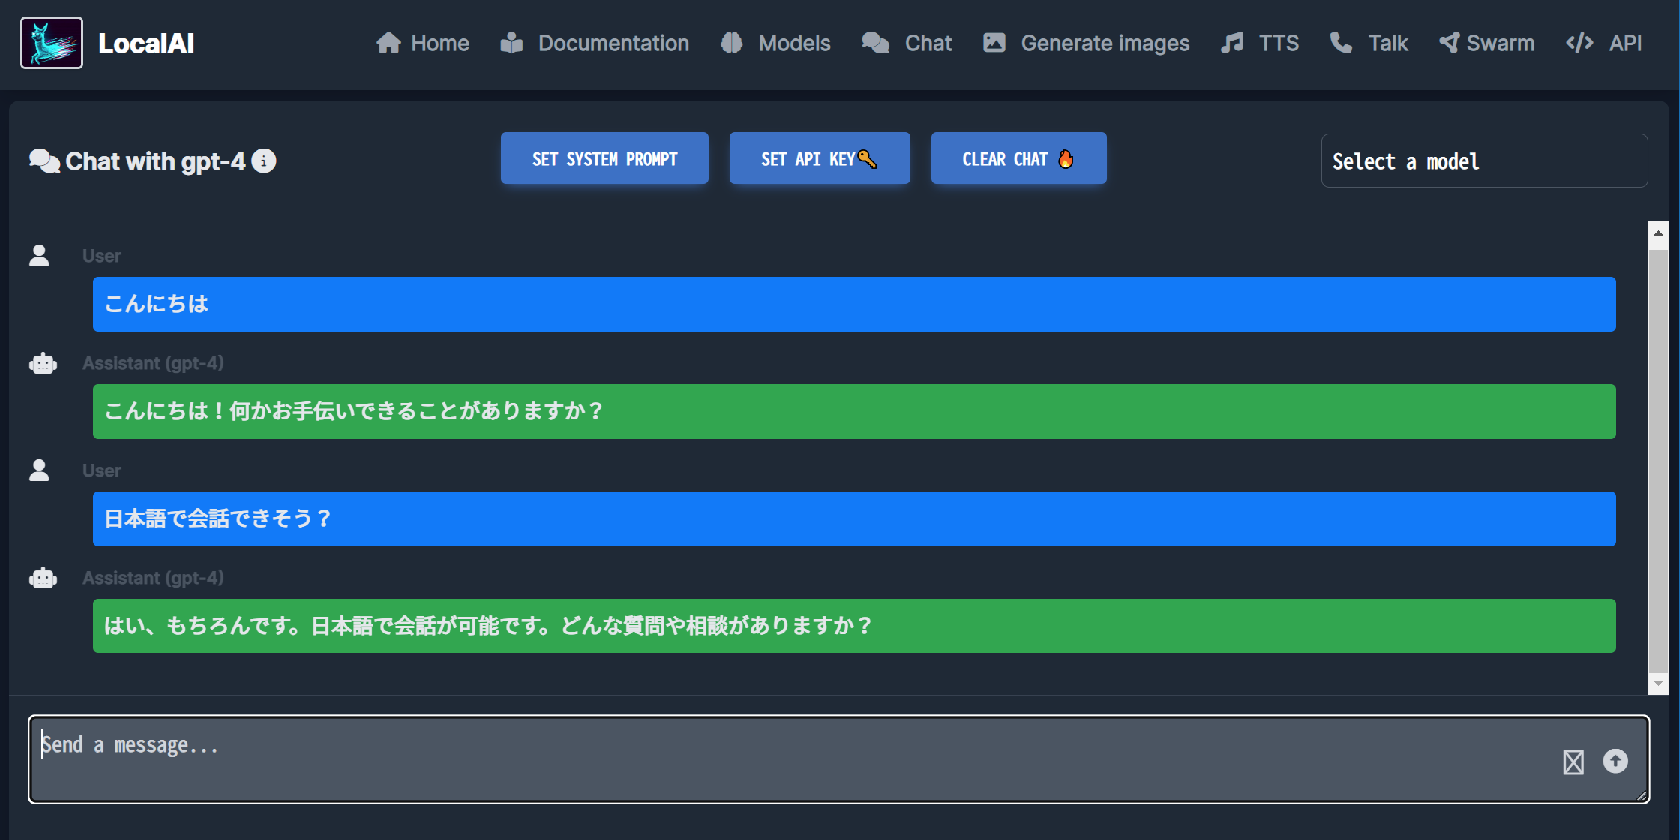 LocalAI
Home Documentation Models Chat Generate images TTS Talk Swarm API
Chat with gpt-4
SET SYSTEM PROMPT
SET API KEY🔑
CLEAR CHAT 🔥
Select a model
User
こんにちは
Assistant (gpt-4)
こんにちは！何かお手伝いできることがありますか？
User
日本語で会話できそう？
Assistant (gpt-4)
はい、もちろんです。日本語で会話が可能です。どんな質問や相談がありますか？
Send a message...